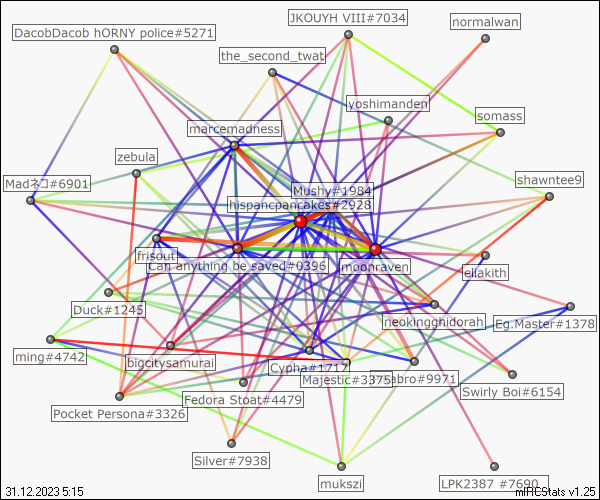 JKOUYH VIII#7034
normalwan
DacobDacob hORNY police#5271
the_second_twat
yoshimanden
somass
marcemadness
zebula
Madネコ#6901
shawntee9
Mushy#1984
hispancpancakes#2928
frisout
Can anything be saved#0396
moonraven
ellakith
Duck#1245
neokingghidorah
Eg.Master#1378
ming#4742
bigcitysamurai
Cypha#1717
Majestic#3375
abro#9971
Swirly Boi#6154
Fedora Stoat#4479
Pocket Persona#3326
Silver#7938
mukszi
LPK2387 #7690
31.12.2023 5:15
mIRCStats v1.25